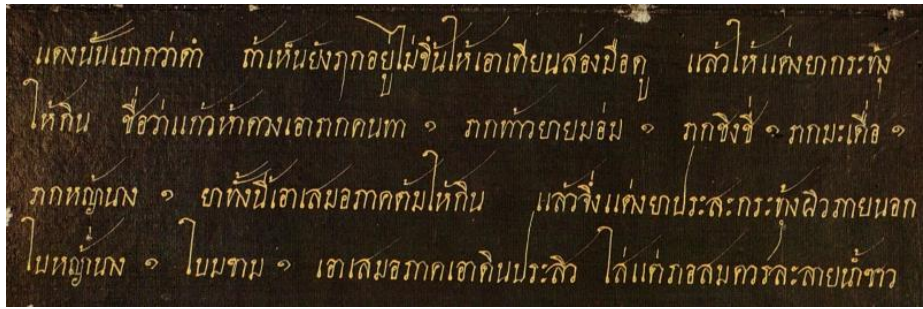 แดงนั้นเบากว่าดำ ถ้าเห็นยังรุกอยู่ไม่ขึ้นให้เอาเทียนส่องมือดู แล้วให้แต่งยากระทุ้ง
ให้กิน ชื่อว่าแก้วห้าดวงเอารากคนทา ๑ รากท้าวยายม่อม ๑ รากชิงชี่ ๑ รากมะเดื่อ ๑
รากหญ้านาง ๑ ยาทั้งนี้เอาเสมอภาคต้มให้กิน แล้วจึ่งแต่งยาประสะกระทุ้งผิวภายนอก
ใบหญ้านาง ๑ ใบมขาม ๑ เอาเสมอภาคเอาดินประสิว ใส่แต่ภอสมควรละลายน้ำซาว